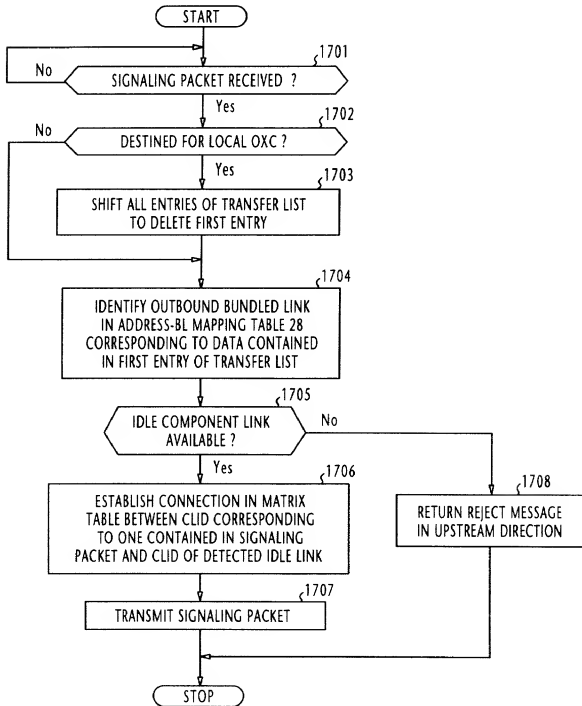 START
1701
SIGNALING PACKET RECEIVED ?
No
Yes
1702
DESTINED FOR LOCAL OXC ?
No
Yes
1703
SHIFT ALL ENTRIES OF TRANSFER LIST
TO DELETE FIRST ENTRY
1704
IDENTIFY OUTBOUND BUNDLED LINK
IN ADDRESS-BL MAPPING TABLE 28
CORRESPONDING TO DATA CONTAINED
IN FIRST ENTRY OF TRANSFER LIST
1705
IDLE COMPONENT LINK
AVAILABLE ?
No
Yes
1706
ESTABLISH CONNECTION IN MATRIX
TABLE BETWEEN CLID CORRESPONDING
TO ONE CONTAINED IN SIGNALING
PACKET AND CLID OF DETECTED IDLE LINK
1708
RETURN REJECT MESSAGE
IN UPSTREAM DIRECTION
1707
TRANSMIT SIGNALING PACKET
STOP